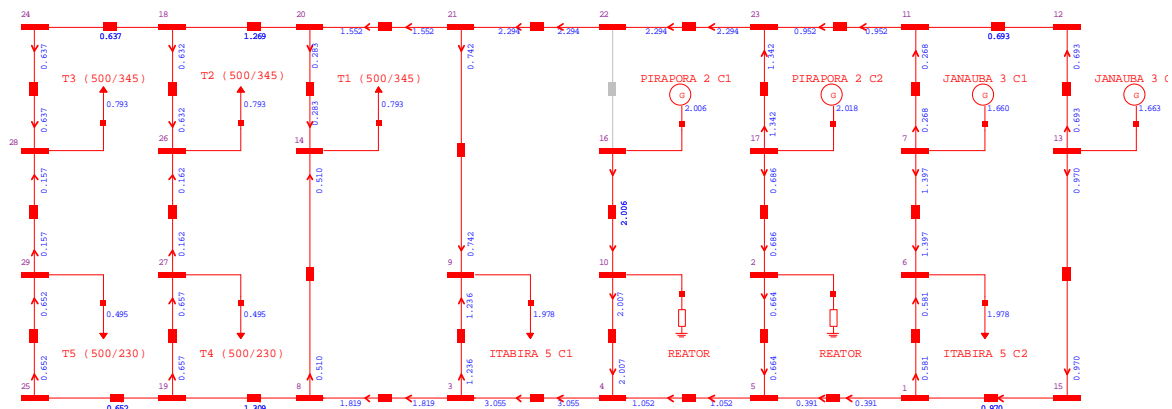 24 18 20 21 22 23 11 12
0.637 1.269 1.552 1.552 2.294 2.294 2.294 2.294 0.952 0.952 0.693
0.637 0.632 0.283 0.742 1.342 0.268 0.693
T3 (500/345) T2 (500/345) T1 (500/345) PIRAPORA 2 C1 PIRAPORA 2 C2 JANAUBA 3 C1 JANAUBA 3 C
G G G G
0.793 0.793 0.793 2.006 2.018 1.660 1.663
0.637 0.632 0.283 1.342 0.268 0.693
28 26 14 16 17 7 13
0.157 0.162 0.510 0.686 1.397 0.970
2.006
0.157 0.162 0.742 0.686 1.397
29 27 9 10 2 6
0.652 0.657 1.236 2.007 0.664 0.581
0.495 0.495 1.978 1.978
T5 (500/230) T4 (500/230) ITABIRA 5 C1 REATOR REATOR ITABIRA 5 C2
0.652 0.657 0.510 1.236 2.007 0.664 0.581 0.970
25 19 8 3 4 5 1 15
0.652 1.309 1.819 1.819 3.055 3.055 1.052 1.052 0.391 0.391 0.970